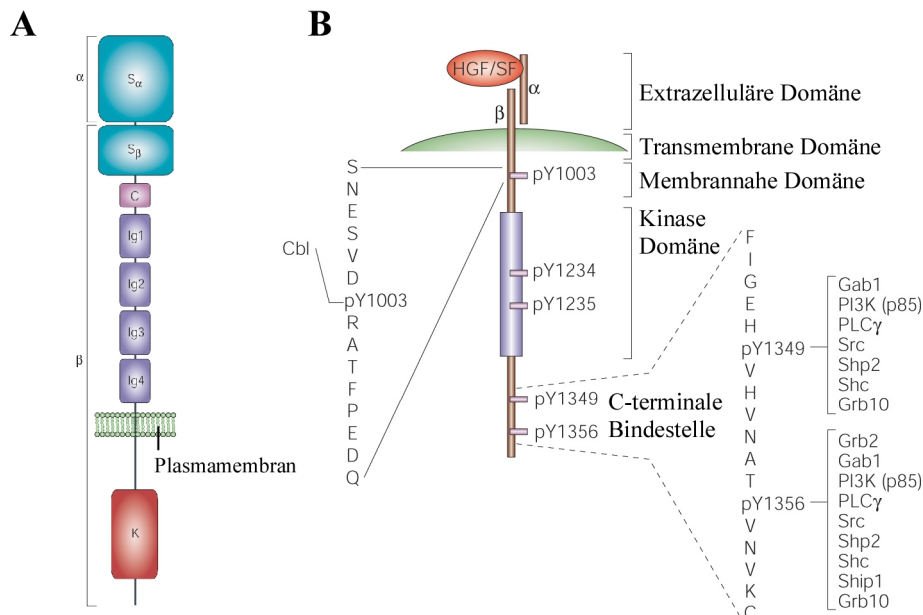 A
α
Sα
Sβ
C
Ig1
Ig2
Ig3
Ig4
β
Plasmamembran
K
B
HGF/SF
α
β
Extrazelluläre Domäne
Transmembrane Domäne
pY1003
Membrannahe Domäne
Kinase
Domäne
pY1234
pY1235
pY1349
pY1356
C-terminale
Bindestelle
Cbl
S
N
E
S
V
D
pY1003
R
A
T
F
P
E
D
Q
F
I
G
E
H
pY1349
V
H
V
N
A
T
pY1356
V
N
V
K
Gab1
PI3K (p85)
PLCγ
Src
Shp2
Shc
Grb10
Grb2
Gab1
PI3K (p85)
PLCγ
Src
Shp2
Shc
Ship1
Grb10